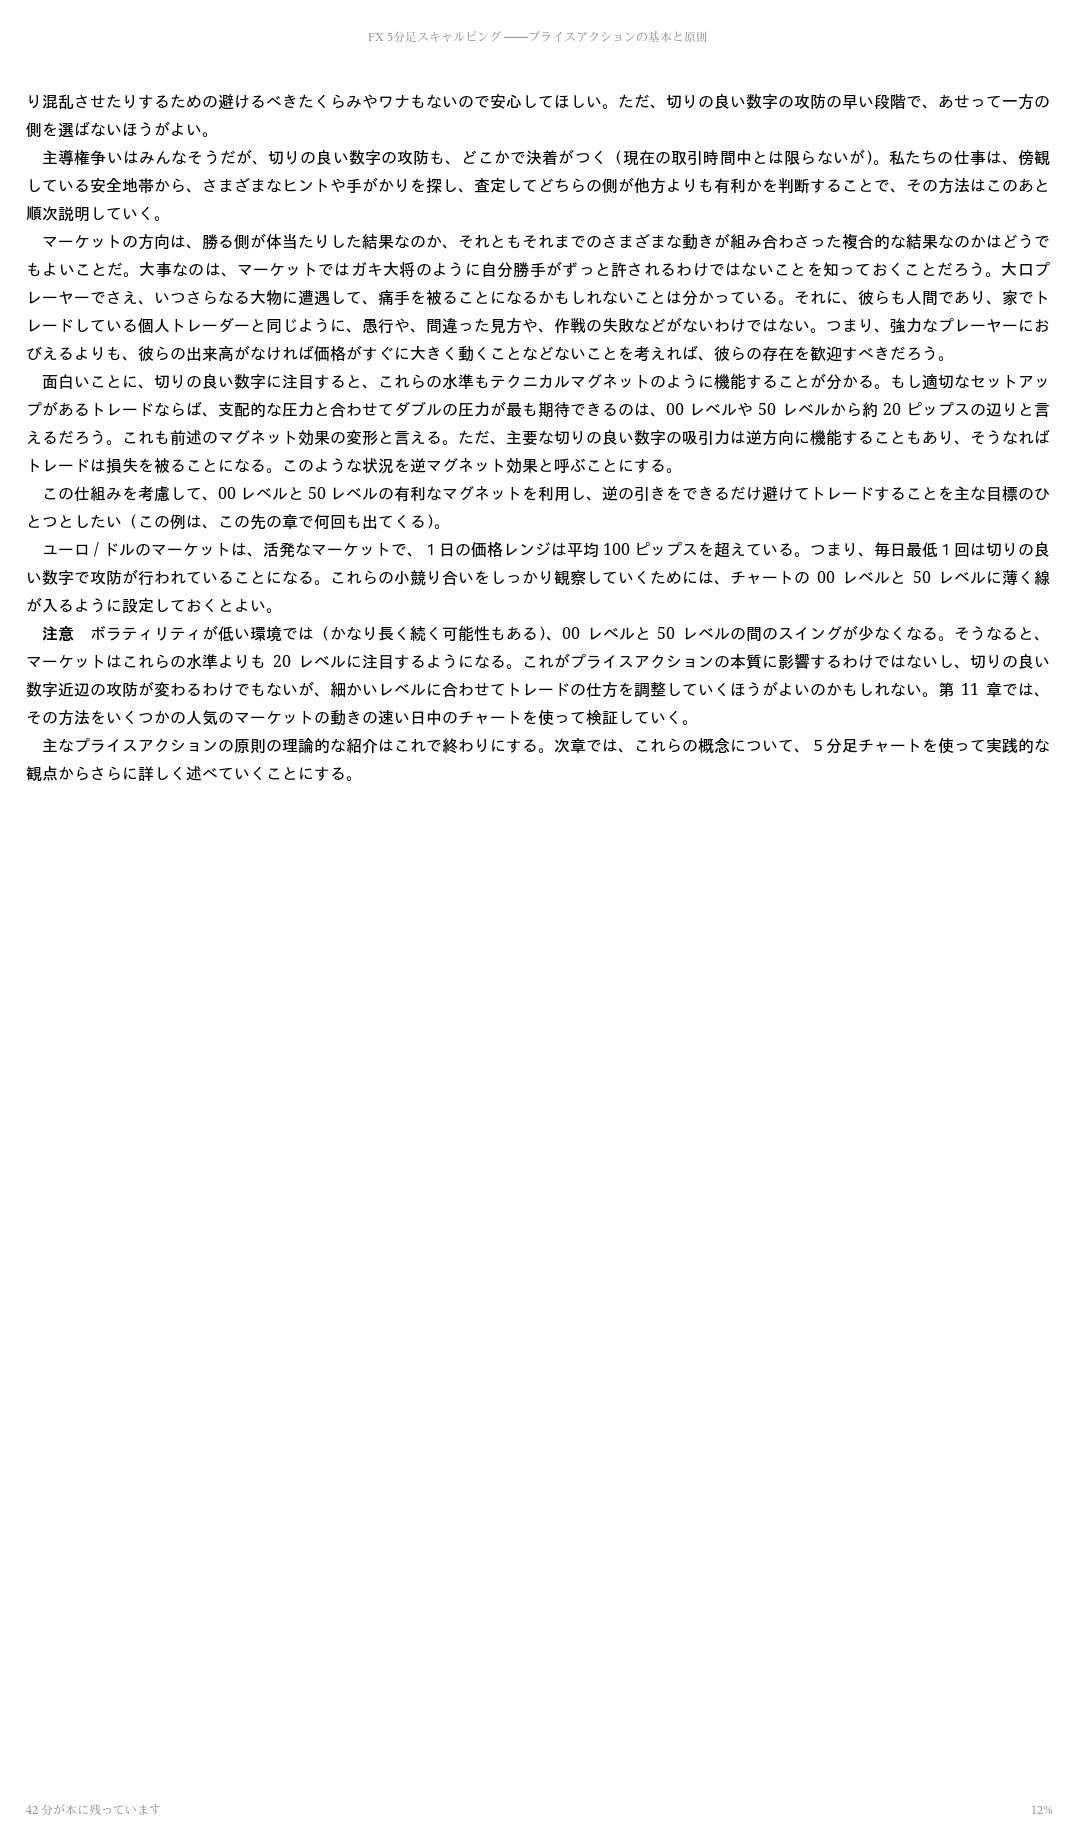 FX 5分足スキャルピング ――プライスアクションの基本と原則
り混乱させたりするための避けるべきたくらみやワナもないので安心してほしい。ただ、切りの良い数字の攻防の早い段階で、あせって一方の
側を選ばないほうがよい。
　主導権争いはみんなそうだが、切りの良い数字の攻防も、どこかで決着がつく（現在の取引時間中とは限らないが）。私たちの仕事は、傍観
している安全地帯から、さまざまなヒントや手がかりを探し、査定してどちらの側が他方よりも有利かを判断することで、その方法はこのあと
順次説明していく。
　マーケットの方向は、勝る側が体当たりした結果なのか、それともそれまでのさまざまな動きが組み合わさった複合的な結果なのかはどうで
もよいことだ。大事なのは、マーケットではガキ大将のように自分勝手がずっと許されるわけではないことを知っておくことだろう。大口プ
レーヤーでさえ、いつさらなる大物に遭遇して、痛手を被ることになるかもしれないことは分かっている。それに、彼らも人間であり、家でト
レードしている個人トレーダーと同じように、愚行や、間違った見方や、作戦の失敗などがないわけではない。つまり、強力なプレーヤーにお
びえるよりも、彼らの出来高がなければ価格がすぐに大きく動くことなどないことを考えれば、彼らの存在を歓迎すべきだろう。
　面白いことに、切りの良い数字に注目すると、これらの水準もテクニカルマグネットのように機能することが分かる。もし適切なセットアッ
プがあるトレードならば、支配的な圧力と合わせてダブルの圧力が最も期待できるのは、00 レベルや 50 レベルから約 20 ピップスの辺りと言
えるだろう。これも前述のマグネット効果の変形と言える。ただ、主要な切りの良い数字の吸引力は逆方向に機能することもあり、そうなれば
トレードは損失を被ることになる。このような状況を逆マグネット効果と呼ぶことにする。
　この仕組みを考慮して、00 レベルと 50 レベルの有利なマグネットを利用し、逆の引きをできるだけ避けてトレードすることを主な目標のひ
とつとしたい（この例は、この先の章で何回も出てくる）。
　ユーロ / ドルのマーケットは、活発なマーケットで、１日の価格レンジは平均 100 ピップスを超えている。つまり、毎日最低１回は切りの良
い数字で攻防が行われていることになる。これらの小競り合いをしっかり観察していくためには、チャートの 00 レベルと 50 レベルに薄く線
が入るように設定しておくとよい。
　注意　ボラティリティが低い環境では（かなり長く続く可能性もある）、00 レベルと 50 レベルの間のスイングが少なくなる。そうなると、
マーケットはこれらの水準よりも 20 レベルに注目するようになる。これがプライスアクションの本質に影響するわけではないし、切りの良い
数字近辺の攻防が変わるわけでもないが、細かいレベルに合わせてトレードの仕方を調整していくほうがよいのかもしれない。第 11 章では、
その方法をいくつかの人気のマーケットの動きの速い日中のチャートを使って検証していく。
　主なプライスアクションの原則の理論的な紹介はこれで終わりにする。次章では、これらの概念について、５分足チャートを使って実践的な
観点からさらに詳しく述べていくことにする。
42 分が本に残っています
12%